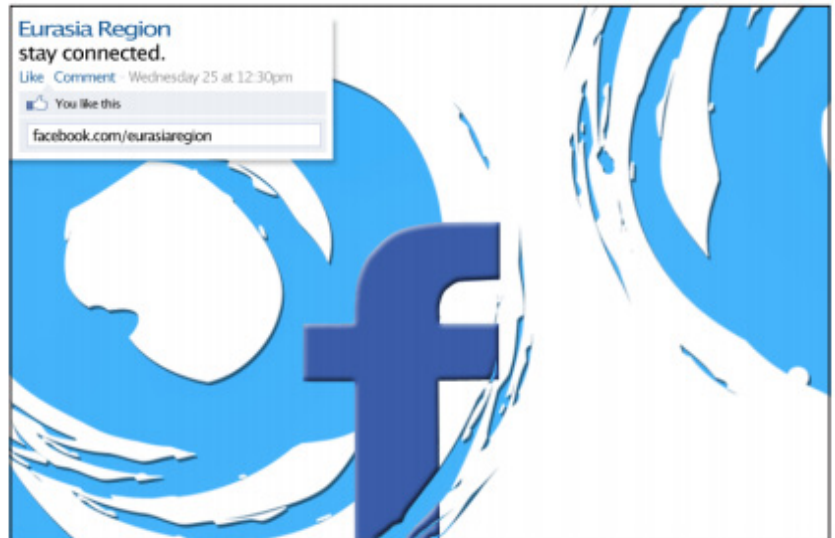 Eurasia Region
stay connected.
Like Comment · Wednesday 25 at 12:30pm
You like this
facebook.com/eurasiaregion
f